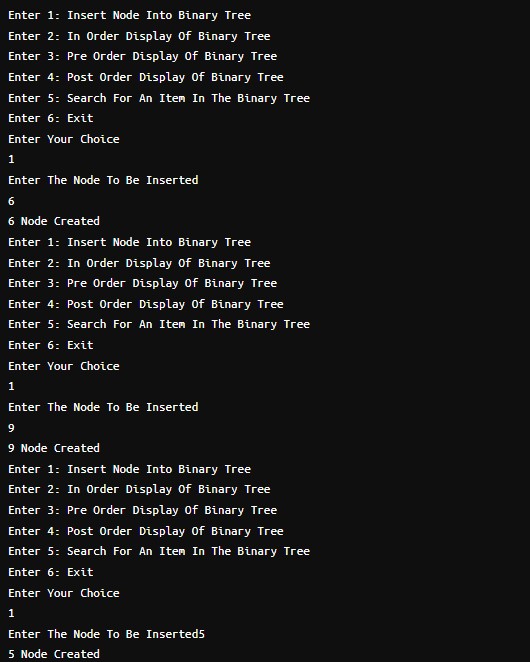 Enter 1: Insert Node Into Binary Tree
Enter 2: In Order Display Of Binary Tree
Enter 3: Pre Order Display Of Binary Tree
Enter 4: Post Order Display Of Binary Tree
Enter 5: Search For An Item In The Binary Tree
Enter 6: Exit
Enter Your Choice
1
Enter The Node To Be Inserted
6
6 Node Created
Enter 1: Insert Node Into Binary Tree
Enter 2: In Order Display Of Binary Tree
Enter 3: Pre Order Display Of Binary Tree
Enter 4: Post Order Display Of Binary Tree
Enter 5: Search For An Item In The Binary Tree
Enter 6: Exit
Enter Your Choice
1
Enter The Node To Be Inserted
9
9 Node Created
Enter 1: Insert Node Into Binary Tree
Enter 2: In Order Display Of Binary Tree
Enter 3: Pre Order Display Of Binary Tree
Enter 4: Post Order Display Of Binary Tree
Enter 5: Search For An Item In The Binary Tree
Enter 6: Exit
Enter Your Choice
1
Enter The Node To Be Inserted5
5 Node Created